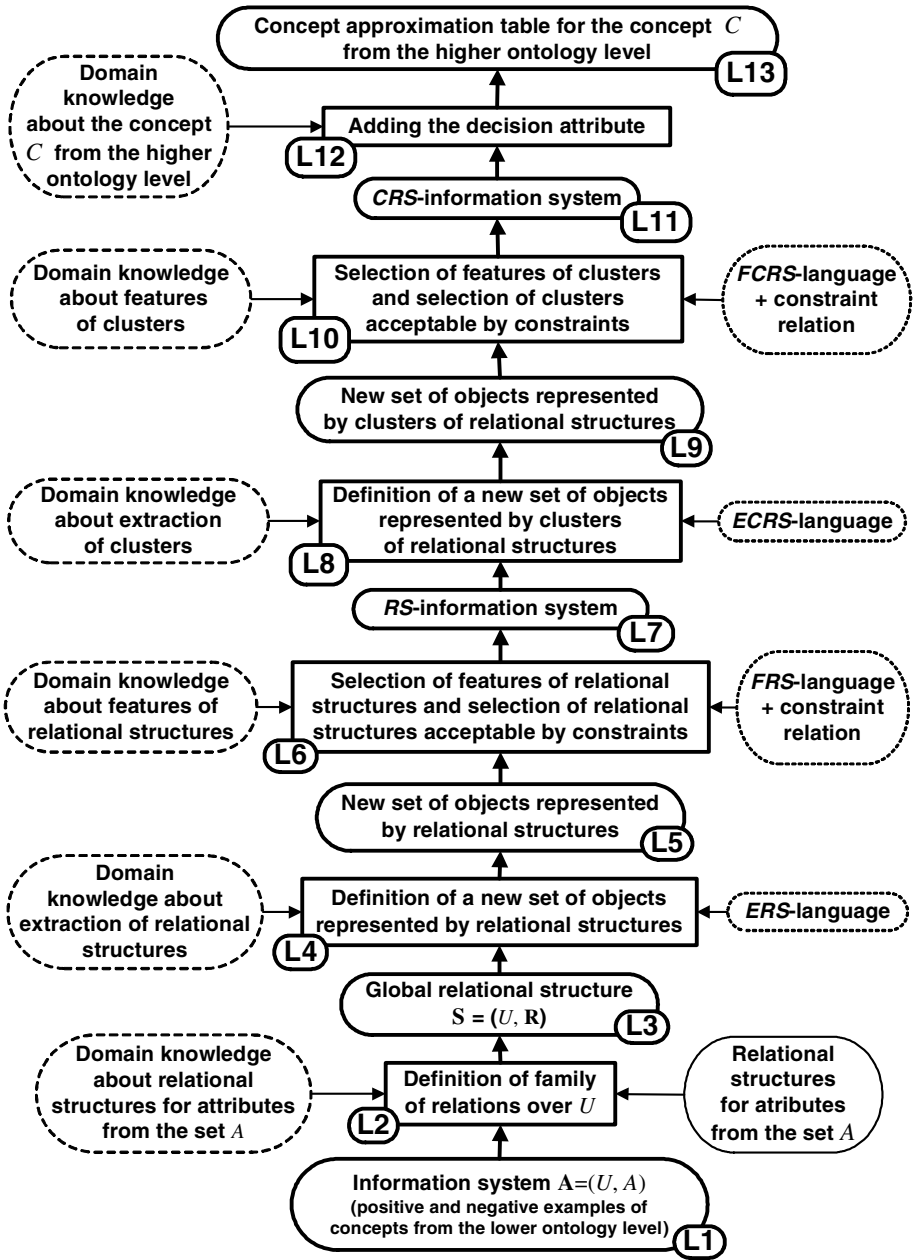 Concept approximation table for the concept C
from the higher ontology level
L13
Domain
knowledge
about the concept
C from the higher
ontology level
Adding the decision attribute
L12
CRS-information system
L11
Domain knowledge
about features
of clusters
Selection of features of clusters
and selection of clusters
acceptable by constraints
L10
FCRS-language
+ constraint
relation
New set of objects represented
by clusters of relational structures
L9
Domain knowledge
about extraction
of clusters
Definition of a new set of objects
represented by clusters
of relational structures
L8
ECRS-language
RS-information system
L7
Domain knowledge
about features of
relational structures
Selection of features of relational
structures and selection of relational
structures acceptable by constraints
L6
FRS-language
+ constraint
relation
New set of objects represented
by relational structures
L5
Domain
knowledge about
extraction of relational
structures
Definition of a new set of objects
represented by relational structures
L4
ERS-language
Global relational structure
S = (U, R)
L3
Domain knowledge
about relational
structures for attributes
from the set A
Definition of family
of relations over U
L2
Relational
structures
for atributes
from the set A
Information system A=(U, A)
(positive and negative examples of
concepts from the lower ontology level)
L1